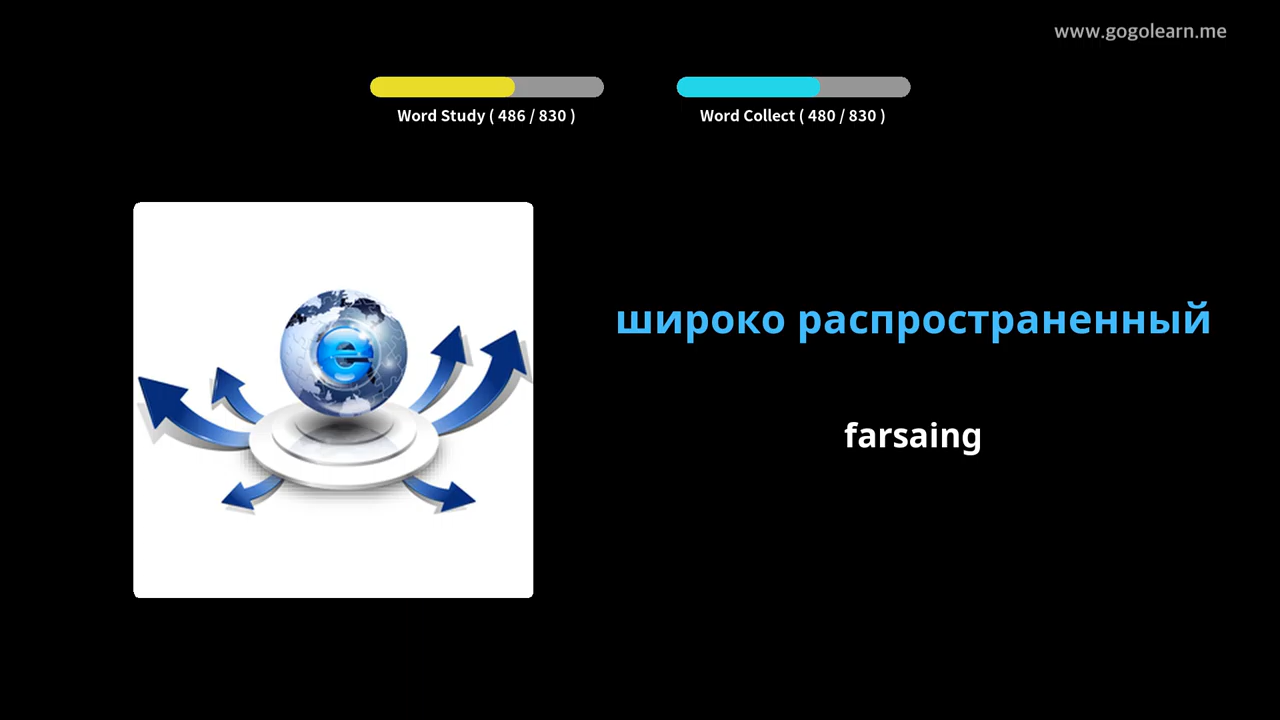 www.gogolearn.me
Word Study ( 486 / 830 )
Word Collect ( 480 / 830 )
e
широко распространенный
farsaing